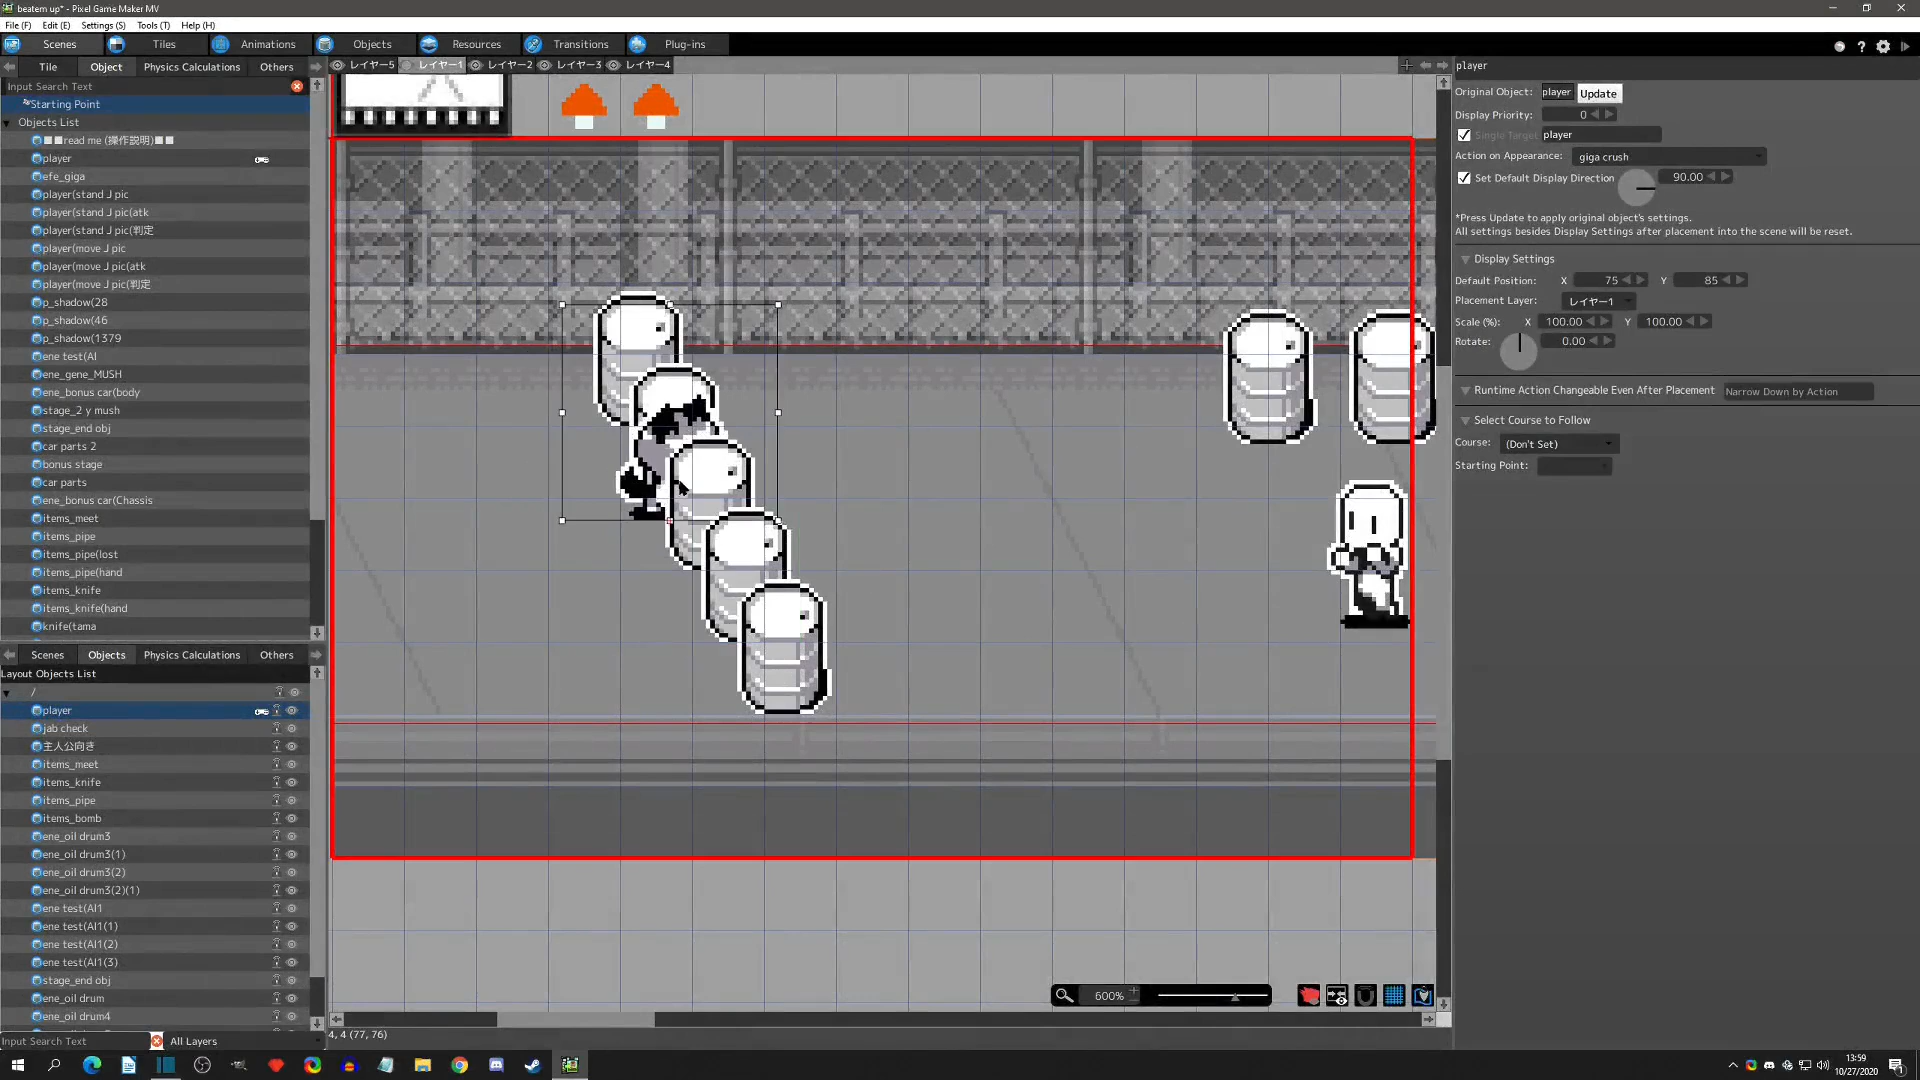 beatem up* - Pixel Game Maker MV
File (F) Edit (E) Settings (S) Tools (T) Help (H)
Scenes Tiles Animations Objects Resources Transitions Plug-ins
Tile Object Physics Calculations Others
Input Search Text
Starting Point
Objects List
■■read me (操作説明)■■
player
efe_giga
player(stand J pic
player(stand J pic(atk
player(stand J pic(判定
player(move J pic
player(move J pic(atk
player(move J pic(判定
p_shadow(28
p_shadow(46
p_shadow(1379
ene test(AI
ene_gene_MUSH
ene_bonus car(body
stage_2 y mush
stage_end obj
car parts 2
bonus stage
car parts
ene_bonus car(Chassis
items_meet
items_pipe
items_pipe(lost
items_pipe(hand
items_knife
items_knife(hand
knife(tama
Scenes Objects Physics Calculations Others
Layout Objects List
/
player
jab check
主人公向き
items_meet
items_knife
items_pipe
items_bomb
ene_oil drum3
ene_oil drum3(1)
ene_oil drum3(2)
ene_oil drum3(2)(1)
ene test(AI1
ene test(AI1(1)
ene test(AI1(2)
ene test(AI1(3)
stage_end obj
ene_oil drum
ene_oil drum4
Input Search Text All Layers
レイヤー5 レイヤー1 レイヤー2 レイヤー3 レイヤー4
600%
4, 4 (77, 76)
player
Original Object: player Update
Display Priority: 0
Single Target player
Action on Appearance: giga crush
Set Default Display Direction 90.00
*Press Update to apply original object's settings.
All settings besides Display Settings after placement into the scene will be reset.
Display Settings
Default Position: X 75 Y 85
Placement Layer: レイヤー1
Scale (%): X 100.00 Y 100.00
Rotate: 0.00
Runtime Action Changeable Even After Placement Narrow Down by Action
Select Course to Follow
Course: (Don't Set)
Starting Point:
13:59
10/27/2020